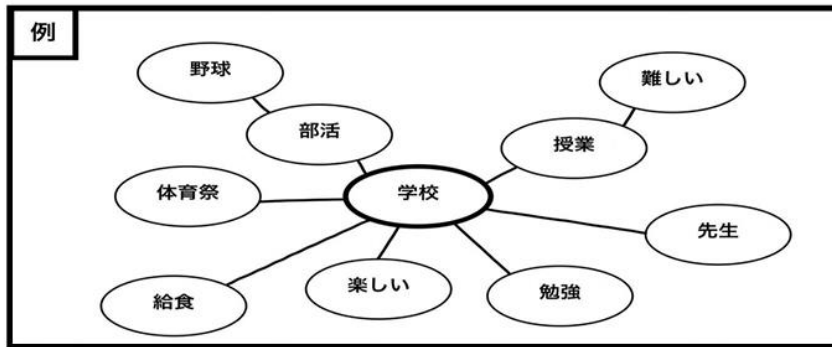 例
野球
難しい
部活
授業
体育祭
学校
先生
給食
楽しい
勉強